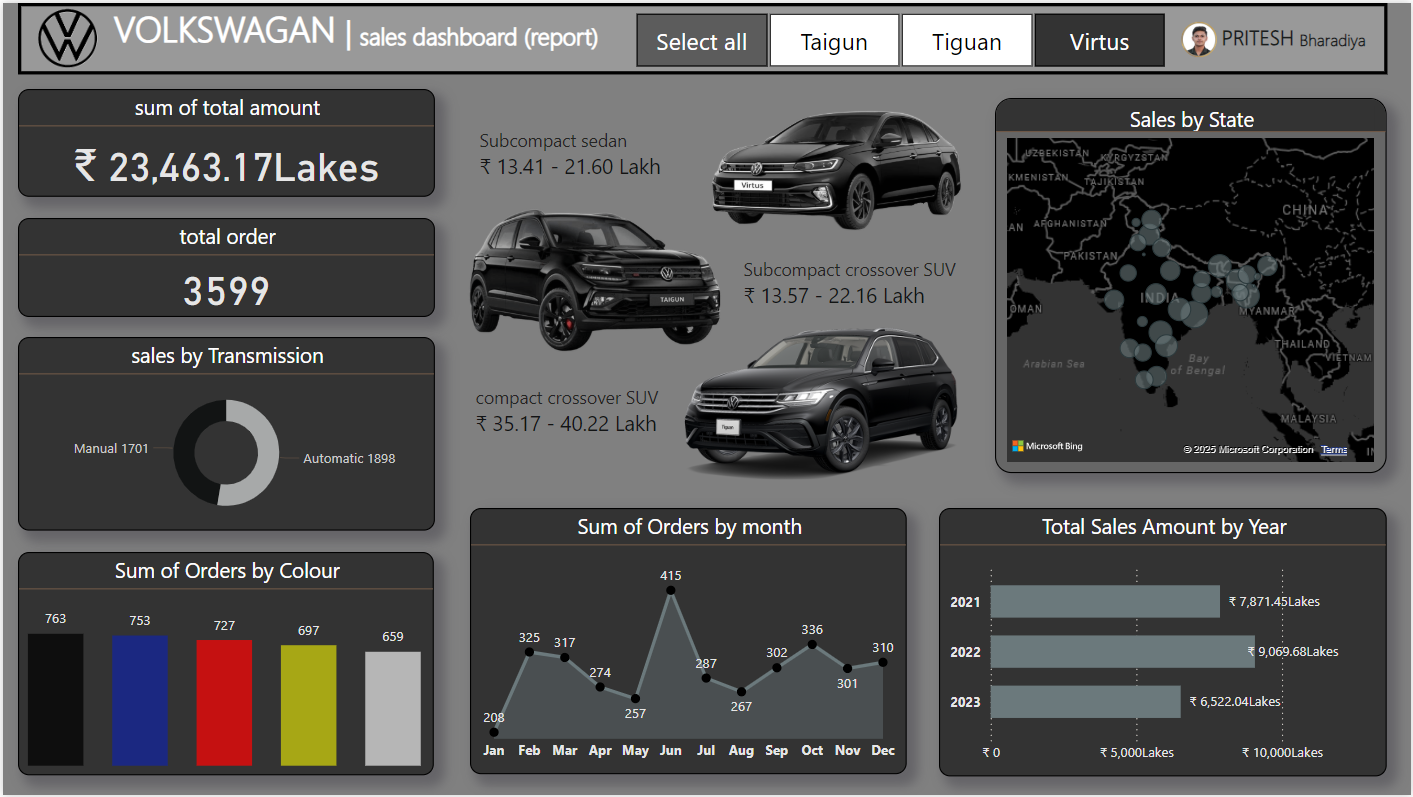 VOLKSWAGAN | sales dashboard (report)
Select all
Taigun
Tiguan
Virtus
PRITESH Bharadiya
sum of total amount
₹ 23,463.17Lakes
total order
3599
sales by Transmission
Manual 1701
Automatic 1898
Sum of Orders by Colour
763
753
727
697
659
Subcompact sedan
₹ 13.41 - 21.60 Lakh
Virtus
Subcompact crossover SUV
₹ 13.57 - 22.16 Lakh
TAIGUN
compact crossover SUV
₹ 35.17 - 40.22 Lakh
Tiguan
Sales by State
UZBEKISTAN
KYRGYZSTAN
KMENISTAN
TAJIKISTAN
CHINA
AFGHANISTAN
AN
PAKISTAN
INDIA
OMAN
MYANMAR
THAILAND
VIETNAM
Arabian Sea
Bay
of Bengal
MALAYSIA
IN
Microsoft Bing
© 2025 Microsoft Corporation
Terms
Sum of Orders by month
415
325
317
336
274
287
302
310
301
257
267
208
Jan Feb Mar Apr May Jun Jul Aug Sep Oct Nov Dec
Total Sales Amount by Year
2021 ₹ 7,871.45Lakes
2022 ₹ 9,069.68Lakes
2023 ₹ 6,522.04Lakes
₹ 0 ₹ 5,000Lakes ₹ 10,000Lakes